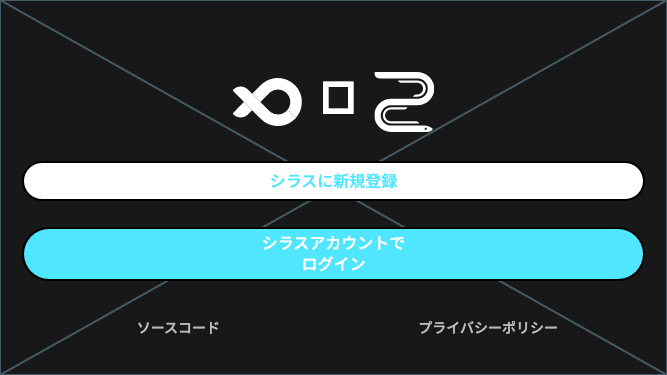 シラスに新規登録
シラスアカウントで
ログイン
ソースコード
プライバシーポリシー